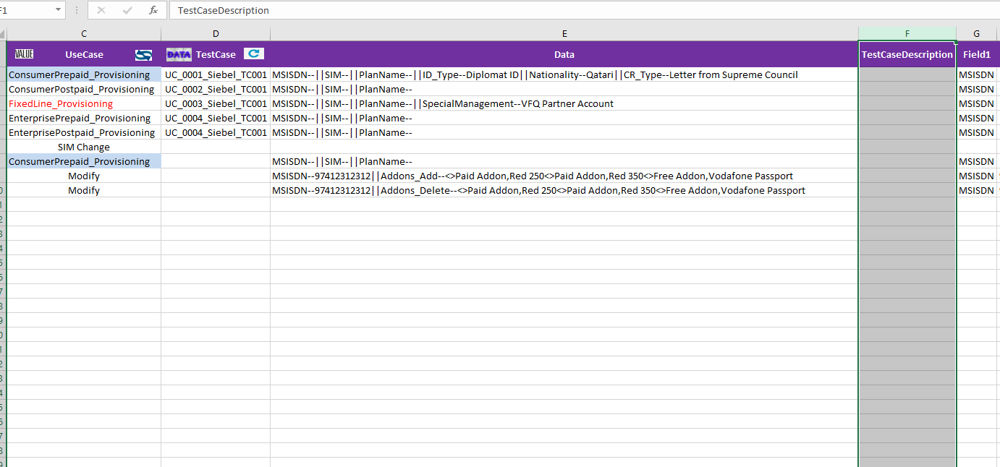 F1 TestCaseDescription
C D E F G
VALUE UseCase DATA TestCase Data TestCaseDescription Field1
ConsumerPrepaid_Provisioning UC_0001_Siebel_TC001 MSISDN--||SIM--||PlanName--||ID_Type--Diplomat ID||Nationality--Qatari||CR_Type--Letter from Supreme Council MSISDN
ConsumerPostpaid_Provisioning UC_0002_Siebel_TC001 MSISDN--||SIM--||PlanName-- MSISDN
FixedLine_Provisioning UC_0003_Siebel_TC001 MSISDN--||SIM--||PlanName--||SpecialManagement--VFQ Partner Account MSISDN
EnterprisePrepaid_Provisioning UC_0004_Siebel_TC001 MSISDN--||SIM--||PlanName-- MSISDN
EnterprisePostpaid_Provisioning UC_0004_Siebel_TC001 MSISDN--||SIM--||PlanName-- MSISDN
SIM Change
ConsumerPrepaid_Provisioning MSISDN--||SIM--||PlanName-- MSISDN
Modify MSISDN--97412312312||Addons_Add--<>Paid Addon,Red 250<>Paid Addon,Red 350<>Free Addon,Vodafone Passport MSISDN
Modify MSISDN--97412312312||Addons_Delete--<>Paid Addon,Red 250<>Paid Addon,Red 350<>Free Addon,Vodafone Passport MSISDN